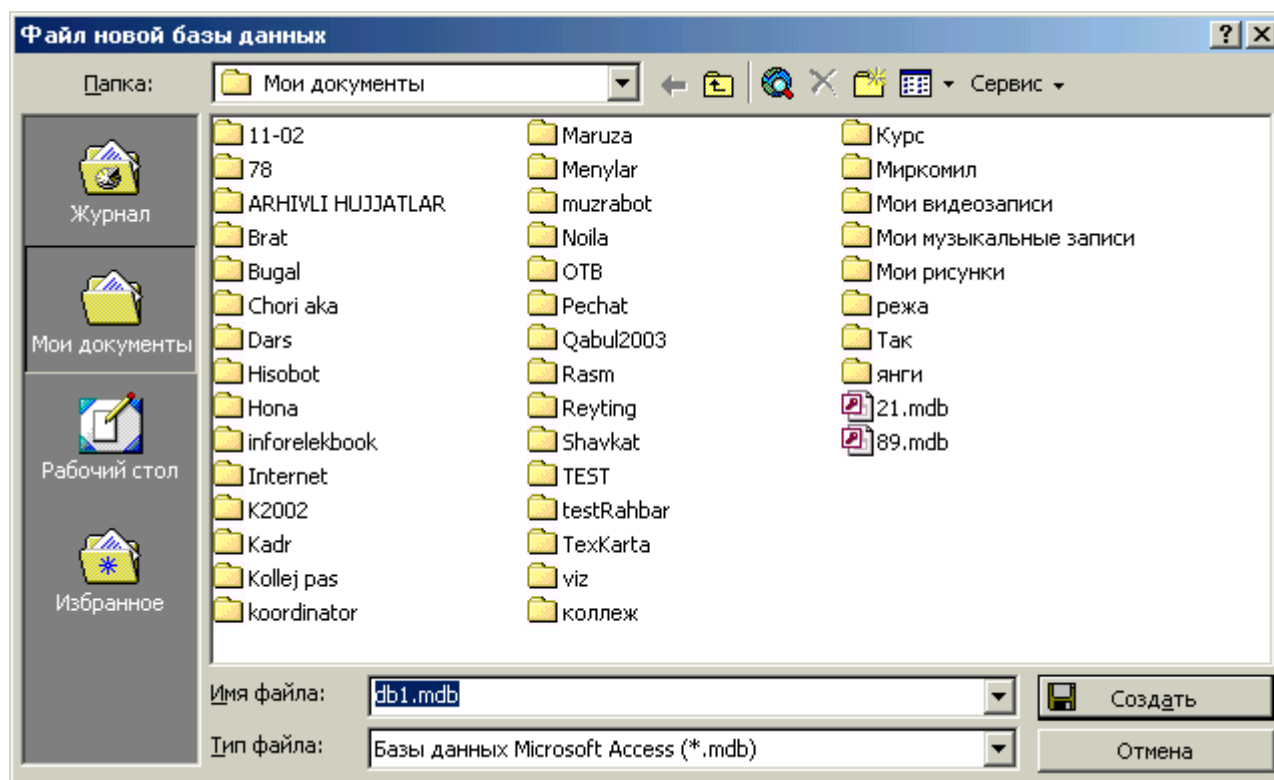 Файл новой базы данных
Папка: Мои документы Сервис
Журнал
Мои документы
Рабочий стол
Избранное
11-02
78
ARHIVLI HUJJATLAR
Brat
Bugal
Chori aka
Dars
Hisobot
Hona
inforelekbook
Internet
K2002
Kadr
Kollej pas
koordinator
Maruza
Menylar
muzrabot
Noila
OTB
Pechat
Qabul2003
Rasm
Reyting
Shavkat
TEST
testRahbar
TexKarta
viz
коллеж
Курс
Миркомил
Мои видеозаписи
Мои музыкальные записи
Мои рисунки
режа
Так
янги
21.mdb
89.mdb
Имя файла: db1.mdb Создать
Тип файла: Базы данных Microsoft Access (*.mdb) Отмена